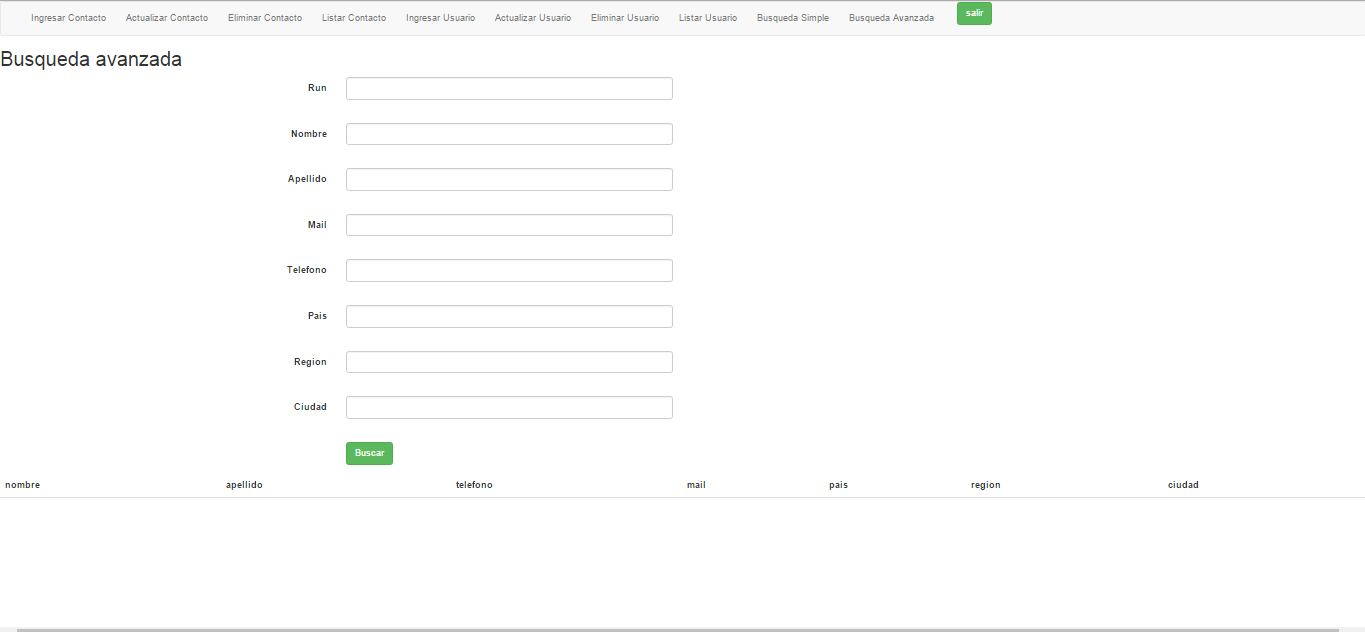 Ingresar Contacto Actualizar Contacto Eliminar Contacto Listar Contacto Ingresar Usuario Actualizar Usuario Eliminar Usuario Listar Usuario Busqueda Simple Busqueda Avanzada salir
Busqueda avanzada
Run
Nombre
Apellido
Mail
Telefono
Pais
Region
Ciudad
Buscar
nombre apellido telefono mail pais region ciudad